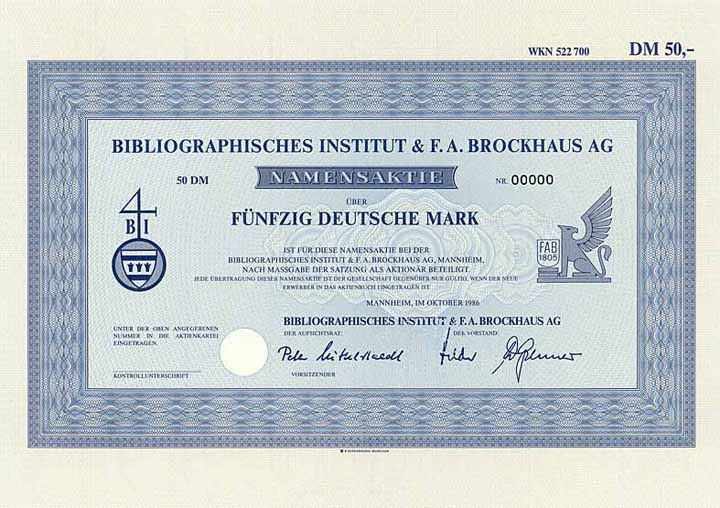 WKN 522 700 DM 50,–
BIBLIOGRAPHISCHES INSTITUT & F. A. BROCKHAUS AG
50 DM NAMENSAKTIE NR. 00000
ÜBER
FÜNFZIG DEUTSCHE MARK
B I
FAB
1805
IST FÜR DIESE NAMENSAKTIE BEI DER
BIBLIOGRAPHISCHES INSTITUT & F. A. BROCKHAUS AG, MANNHEIM,
NACH MASSGABE DER SATZUNG ALS AKTIONÄR BETEILIGT.
JEDE ÜBERTRAGUNG DIESER NAMENSAKTIE IST DER GESELLSCHAFT GEGENÜBER NUR GÜLTIG, WENN DER NEUE
ERWERBER IN DAS AKTIENBUCH EINGETRAGEN IST
MANNHEIM, IM OKTOBER 1986
BIBLIOGRAPHISCHES INSTITUT & F. A. BROCKHAUS AG
DER AUFSICHTSRAT: DER VORSTAND:
UNTER DER OBEN ANGEGEBENEN
NUMMER IN DIE AKTIENKARTEI
EINGETRAGEN.
KONTROLLUNTERSCHRIFT
VORSITZENDER